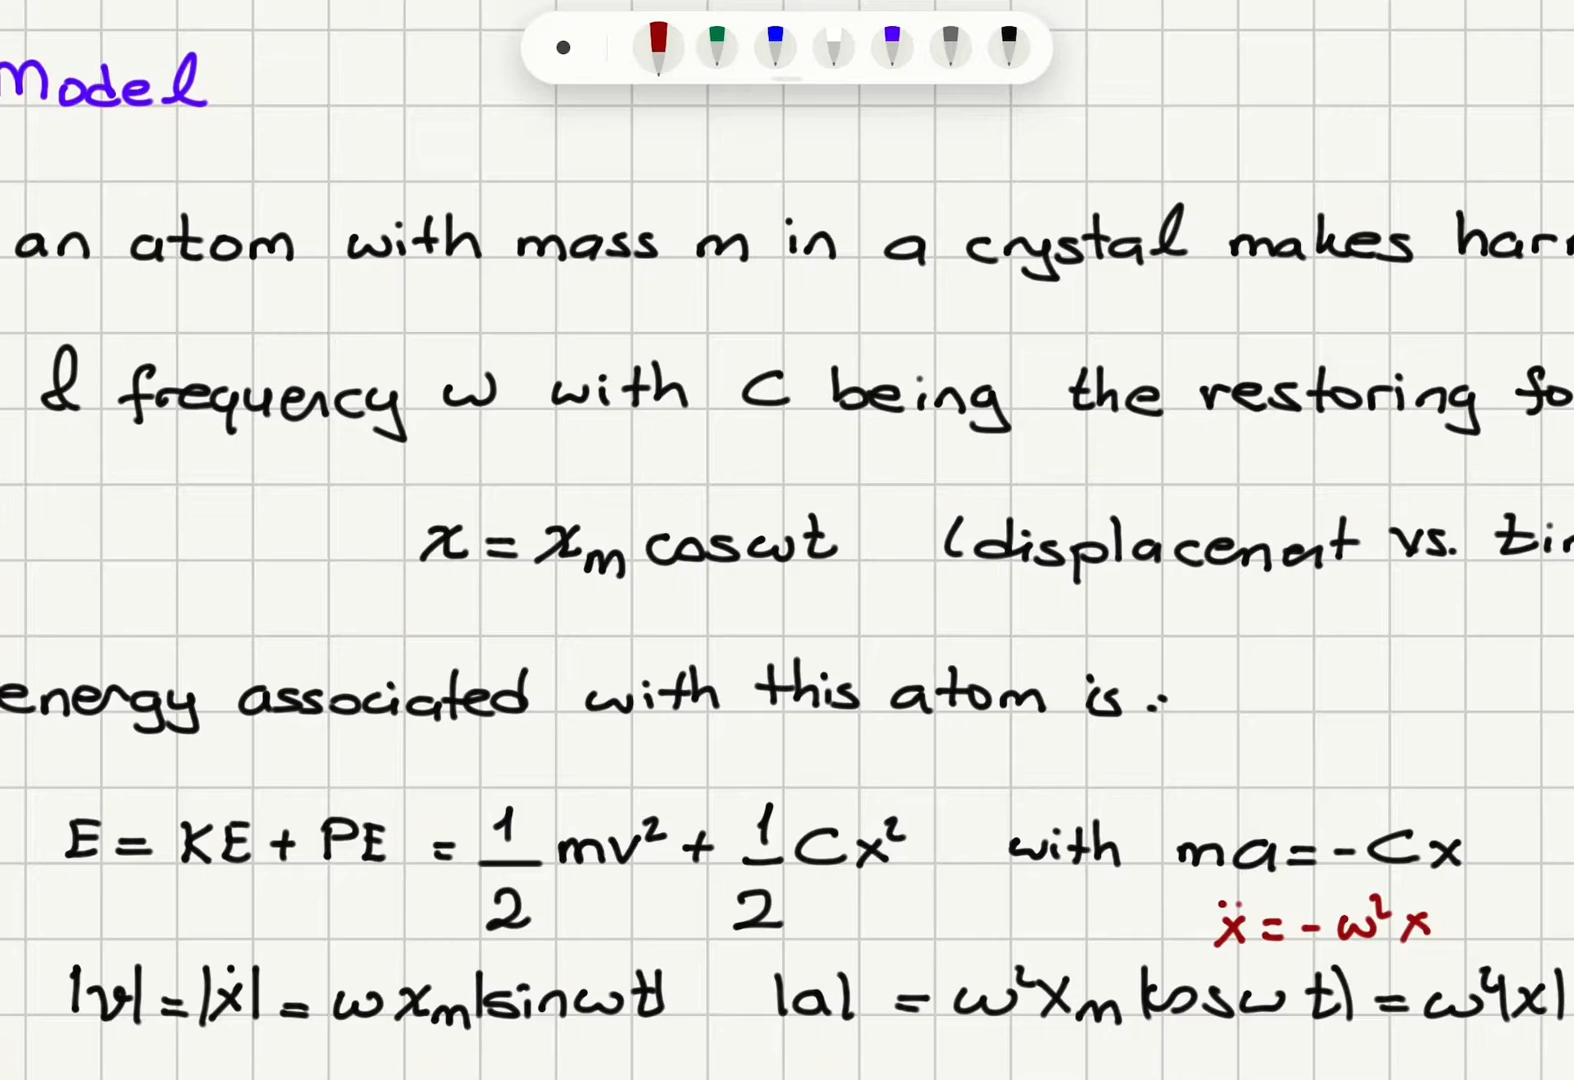 Model
an atom with mass m in a crystal makes har
& frequency ω with C being the restoring fo
x = xₘ cosωt (displacement vs. ti
energy associated with this atom is:
E = KE + PE = 1/2 mv² + 1/2 Cx² with ma = -Cx
ẍ = -ω²x
|v| = |ẋ| = ωxₘ|sinωt| |a| = ω²xₘ|cosωt| = ω²|x|